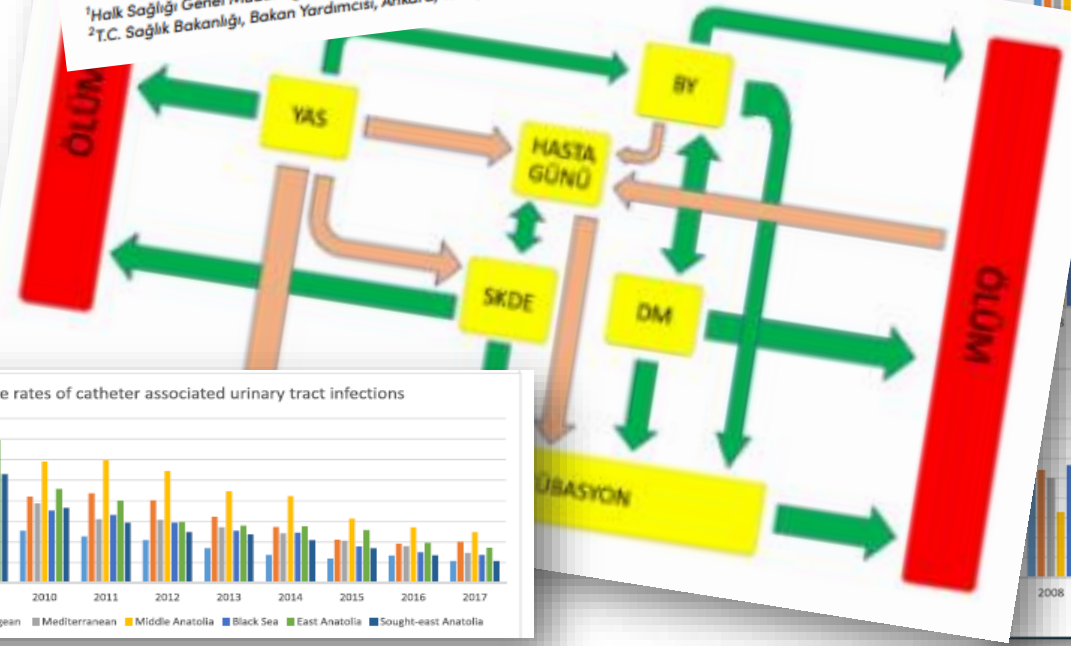 ¹Halk Sağlığı Genel
²T.C. Sağlık Bakanlığı, Bakan Yardımcısı, Ankara,
ÖLÜM
YAS
BY
HASTA
GÜNÜ
SKDE
DM
ÖLÜM
ÜBASYON
e rates of catheter associated urinary tract infections
2010 2011 2012 2013 2014 2015 2016 2017
gean Mediterranean Middle Anatolia Black Sea East Anatolia Sought-east Anatolia
2008